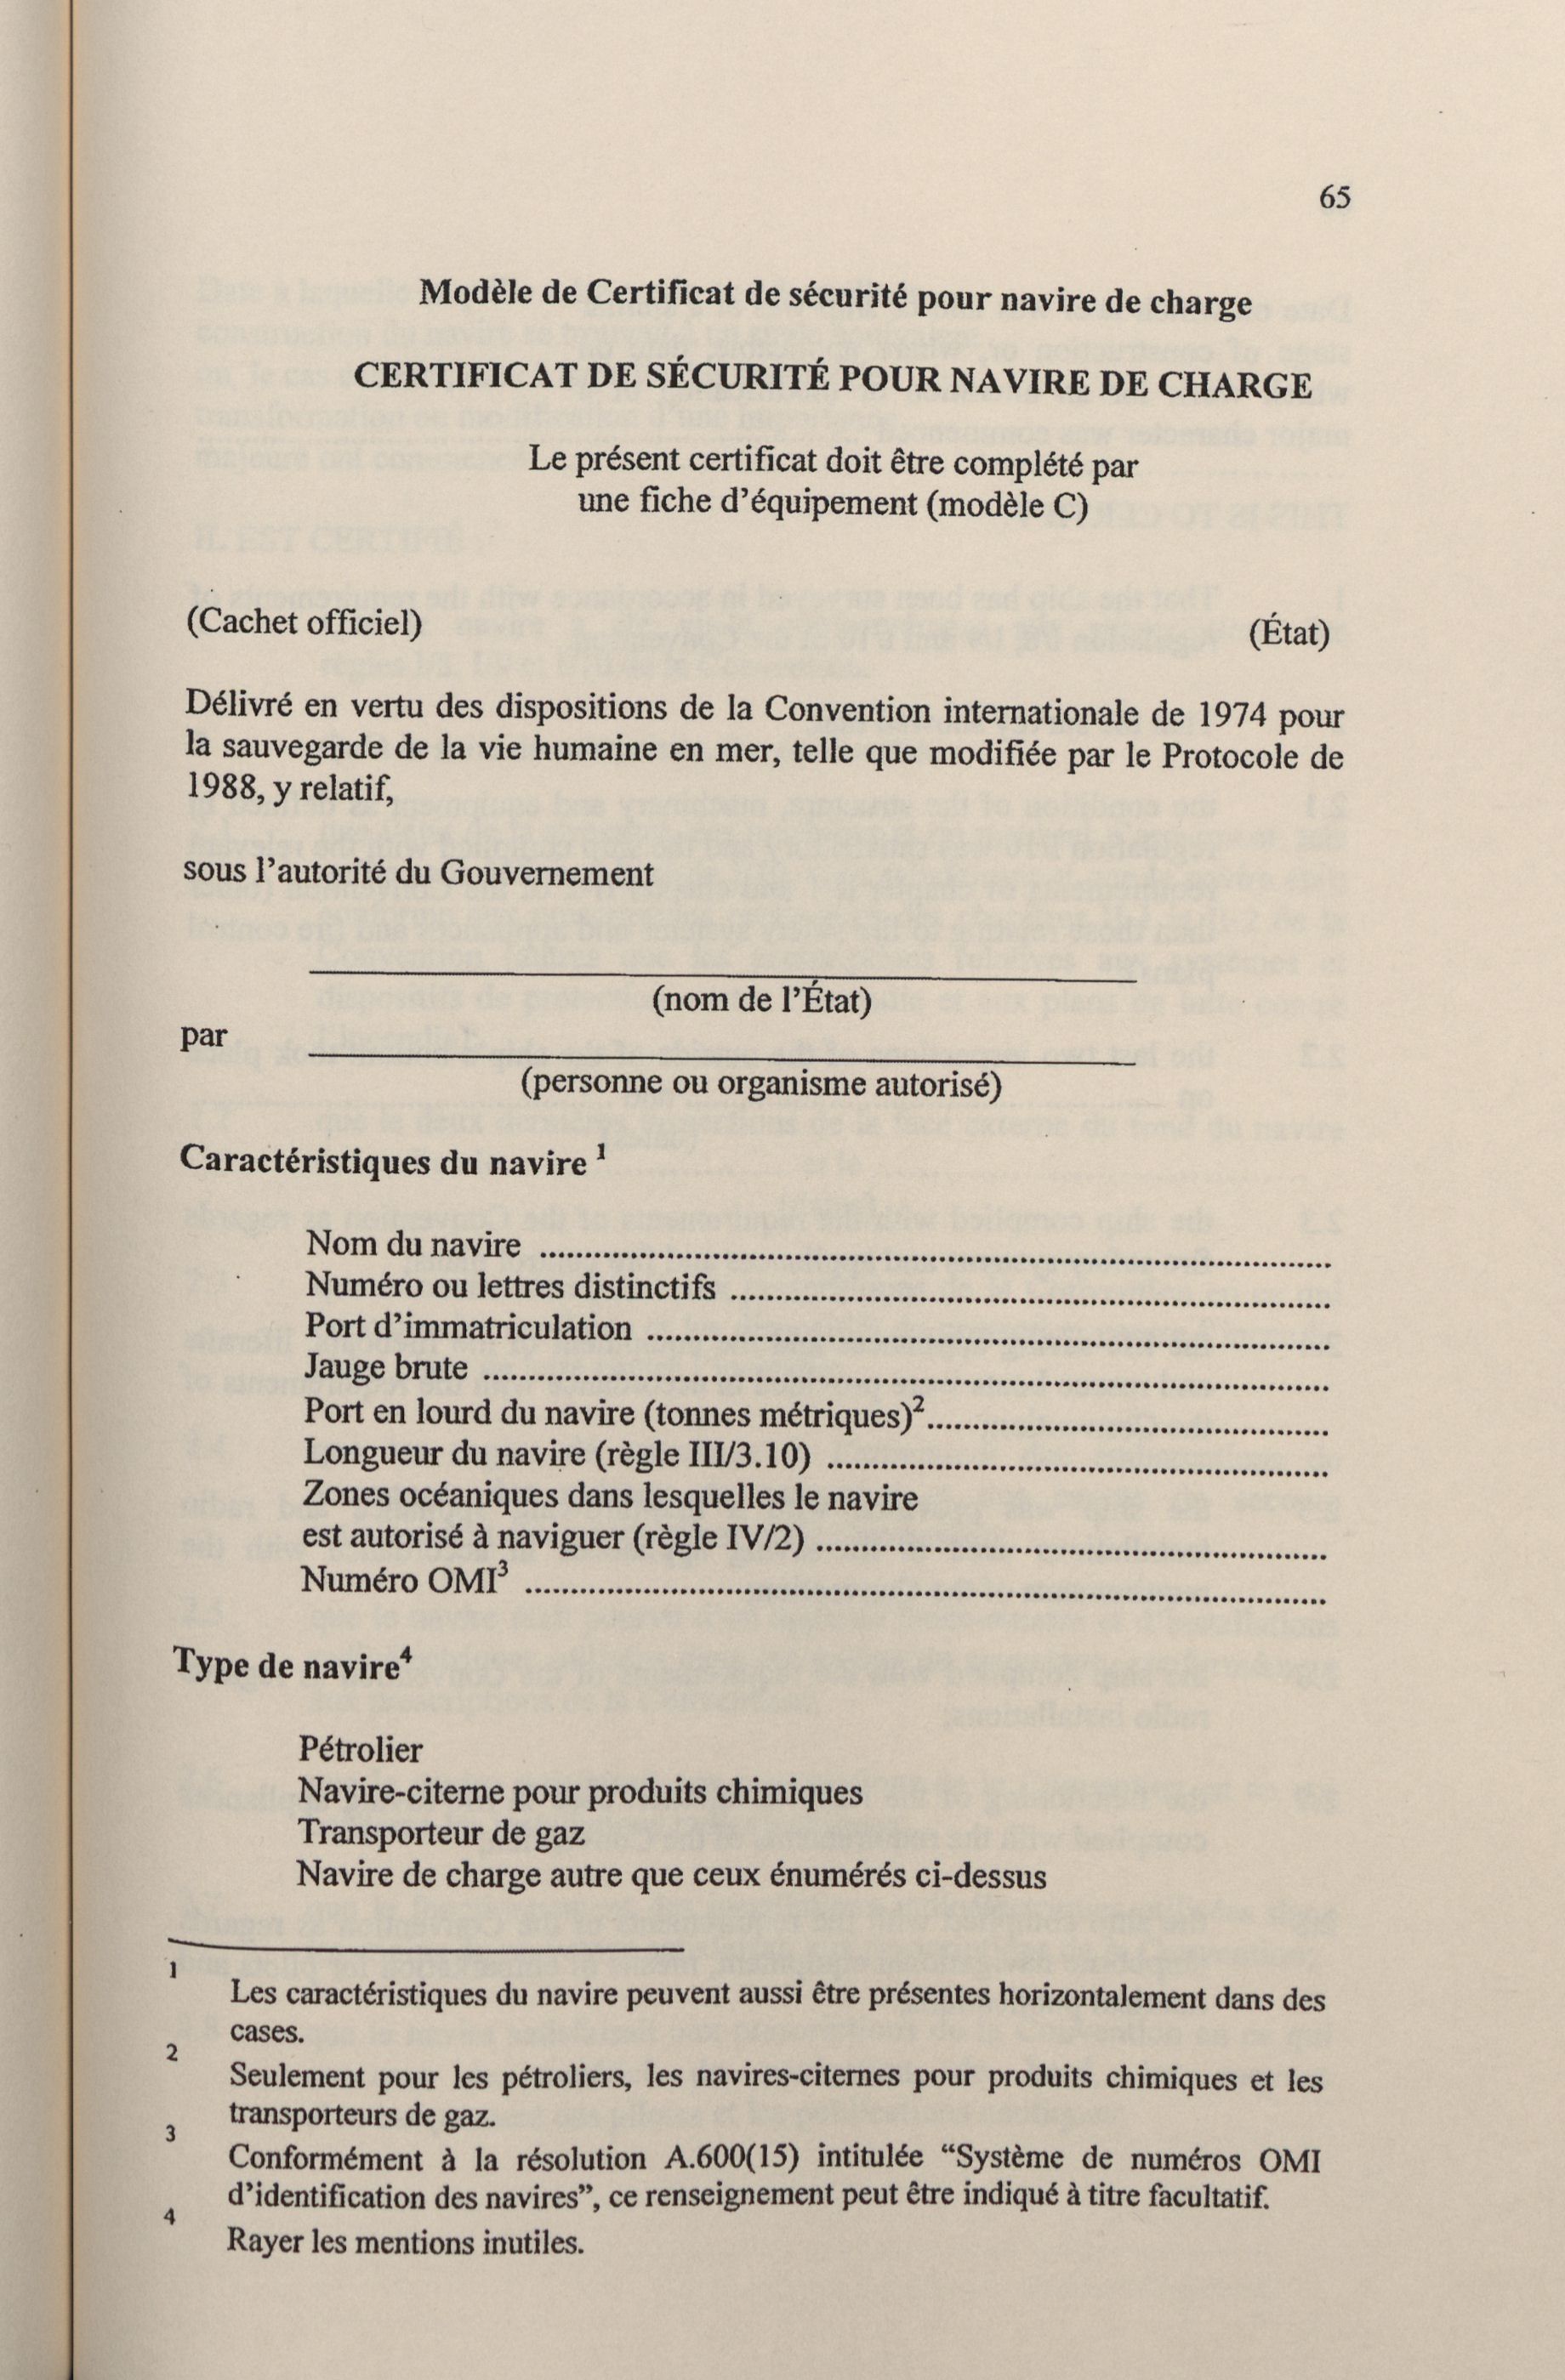 65
Modèle de Certificat de sécurité pour navire de charge
CERTIFICAT DE SÉCURITÉ POUR NAVIRE DE CHARGE
Le présent certificat doit être complété par
une fiche d'équipement (modèle C)
(Cachet officiel) (État)
Délivré en vertu des dispositions de la Convention internationale de 1974 pour
la sauvegarde de la vie humaine en mer, telle que modifiée par le Protocole de
1988, y relatif,
sous l'autorité du Gouvernement
(nom de l'État)
par
(personne ou organisme autorisé)
Caractéristiques du navire ¹
Nom du navire ..........
Numéro ou lettres distinctifs ..........
Port d'immatriculation ..........
Jauge brute ..........
Port en lourd du navire (tonnes métriques)²..........
Longueur du navire (règle III/3.10) ..........
Zones océaniques dans lesquelles le navire
est autorisé à naviguer (règle IV/2) ..........
Numéro OMI³ ..........
Type de navire⁴
Pétrolier
Navire-citerne pour produits chimiques
Transporteur de gaz
Navire de charge autre que ceux énumérés ci-dessus
1
Les caractéristiques du navire peuvent aussi être présentes horizontalement dans des
cases.
2
Seulement pour les pétroliers, les navires-citernes pour produits chimiques et les
transporteurs de gaz.
3
Conformément à la résolution A.600(15) intitulée “Système de numéros OMI
d'identification des navires”, ce renseignement peut être indiqué à titre facultatif.
4
Rayer les mentions inutiles.